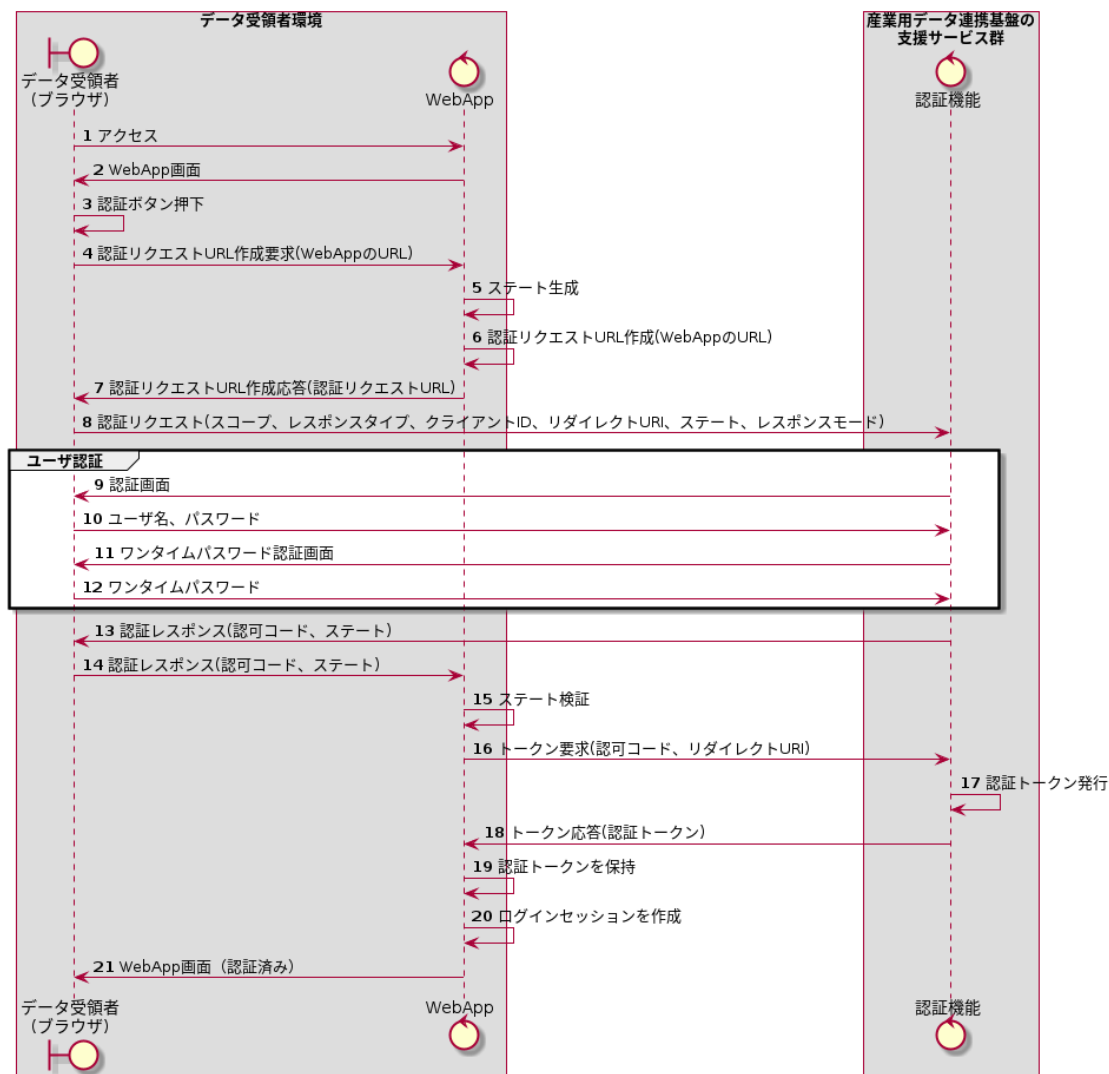 データ受領者環境
産業用データ連携基盤の
支援サービス群
データ受領者
（ブラウザ）
WebApp
認証機能
1 アクセス
2 WebApp画面
3 認証ボタン押下
4 認証リクエストURL作成要求(WebAppのURL)
5 ステート生成
6 認証リクエストURL作成(WebAppのURL)
7 認証リクエストURL作成応答(認証リクエストURL)
8 認証リクエスト(スコープ、レスポンスタイプ、クライアントID、リダイレクトURI、ステート、レスポンスモード)
ユーザ認証
9 認証画面
10 ユーザ名、パスワード
11 ワンタイムパスワード認証画面
12 ワンタイムパスワード
13 認証レスポンス(認可コード、ステート)
14 認証レスポンス(認可コード、ステート)
15 ステート検証
16 トークン要求(認可コード、リダイレクトURI)
17 認証トークン発行
18 トークン応答(認証トークン)
19 認証トークンを保持
20 ログインセッションを作成
21 WebApp画面（認証済み）
データ受領者
（ブラウザ）
WebApp
認証機能